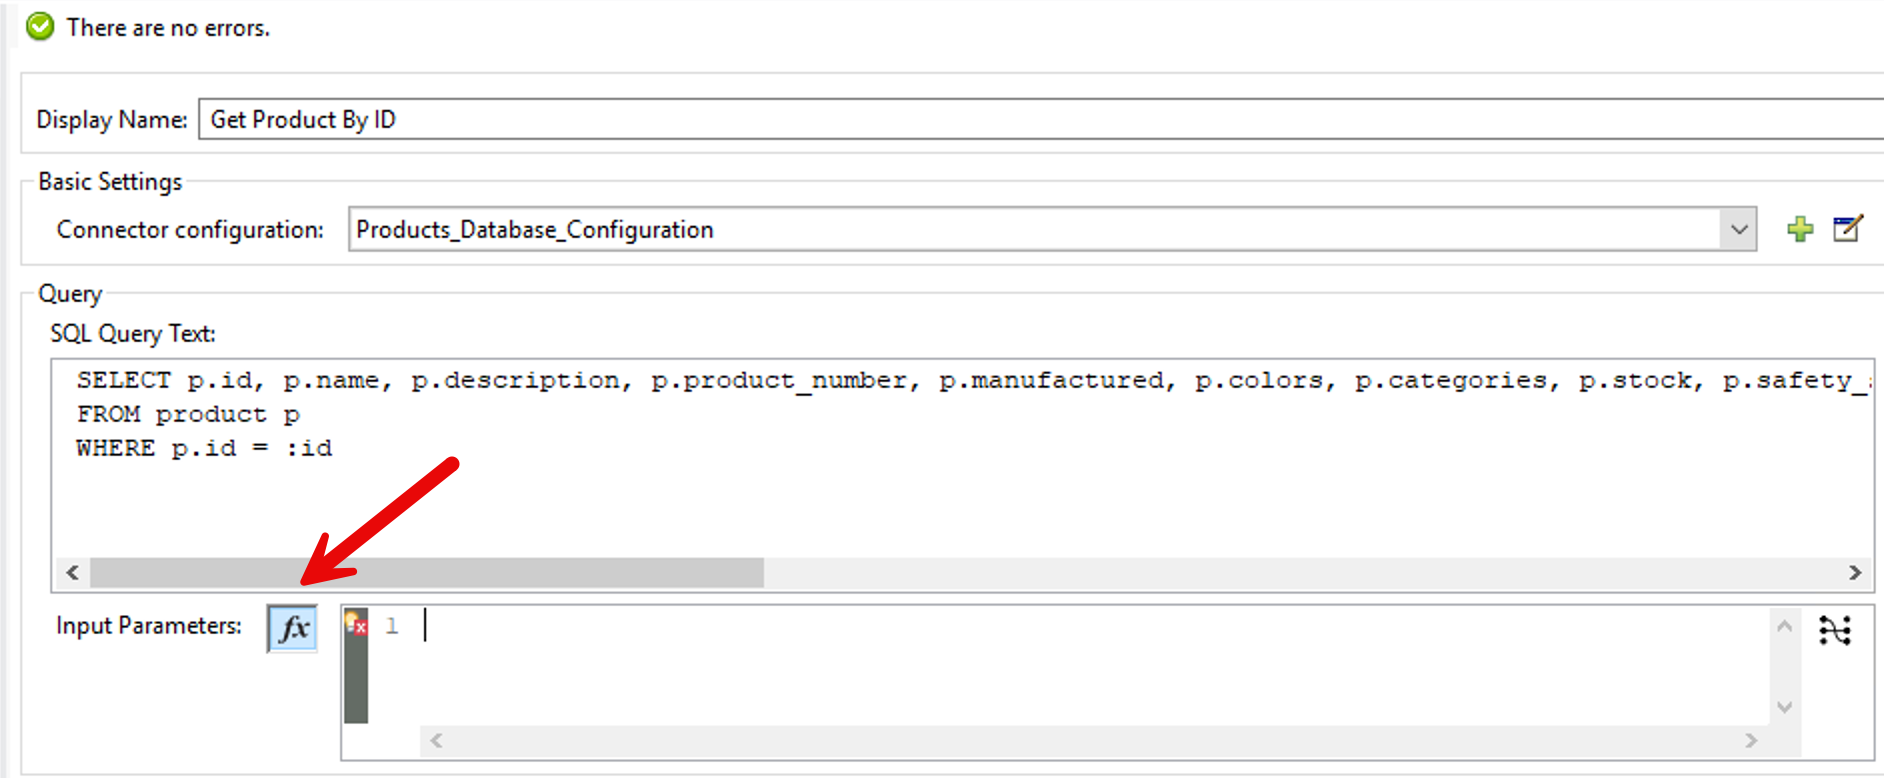 There are no errors.
Display Name: Get Product By ID
Basic Settings
Connector configuration: Products_Database_Configuration
Query
SQL Query Text:
SELECT p.id, p.name, p.description, p.product_number, p.manufactured, p.colors, p.categories, p.stock, p.safety_
FROM product p
WHERE p.id = :id
Input Parameters: fx 1